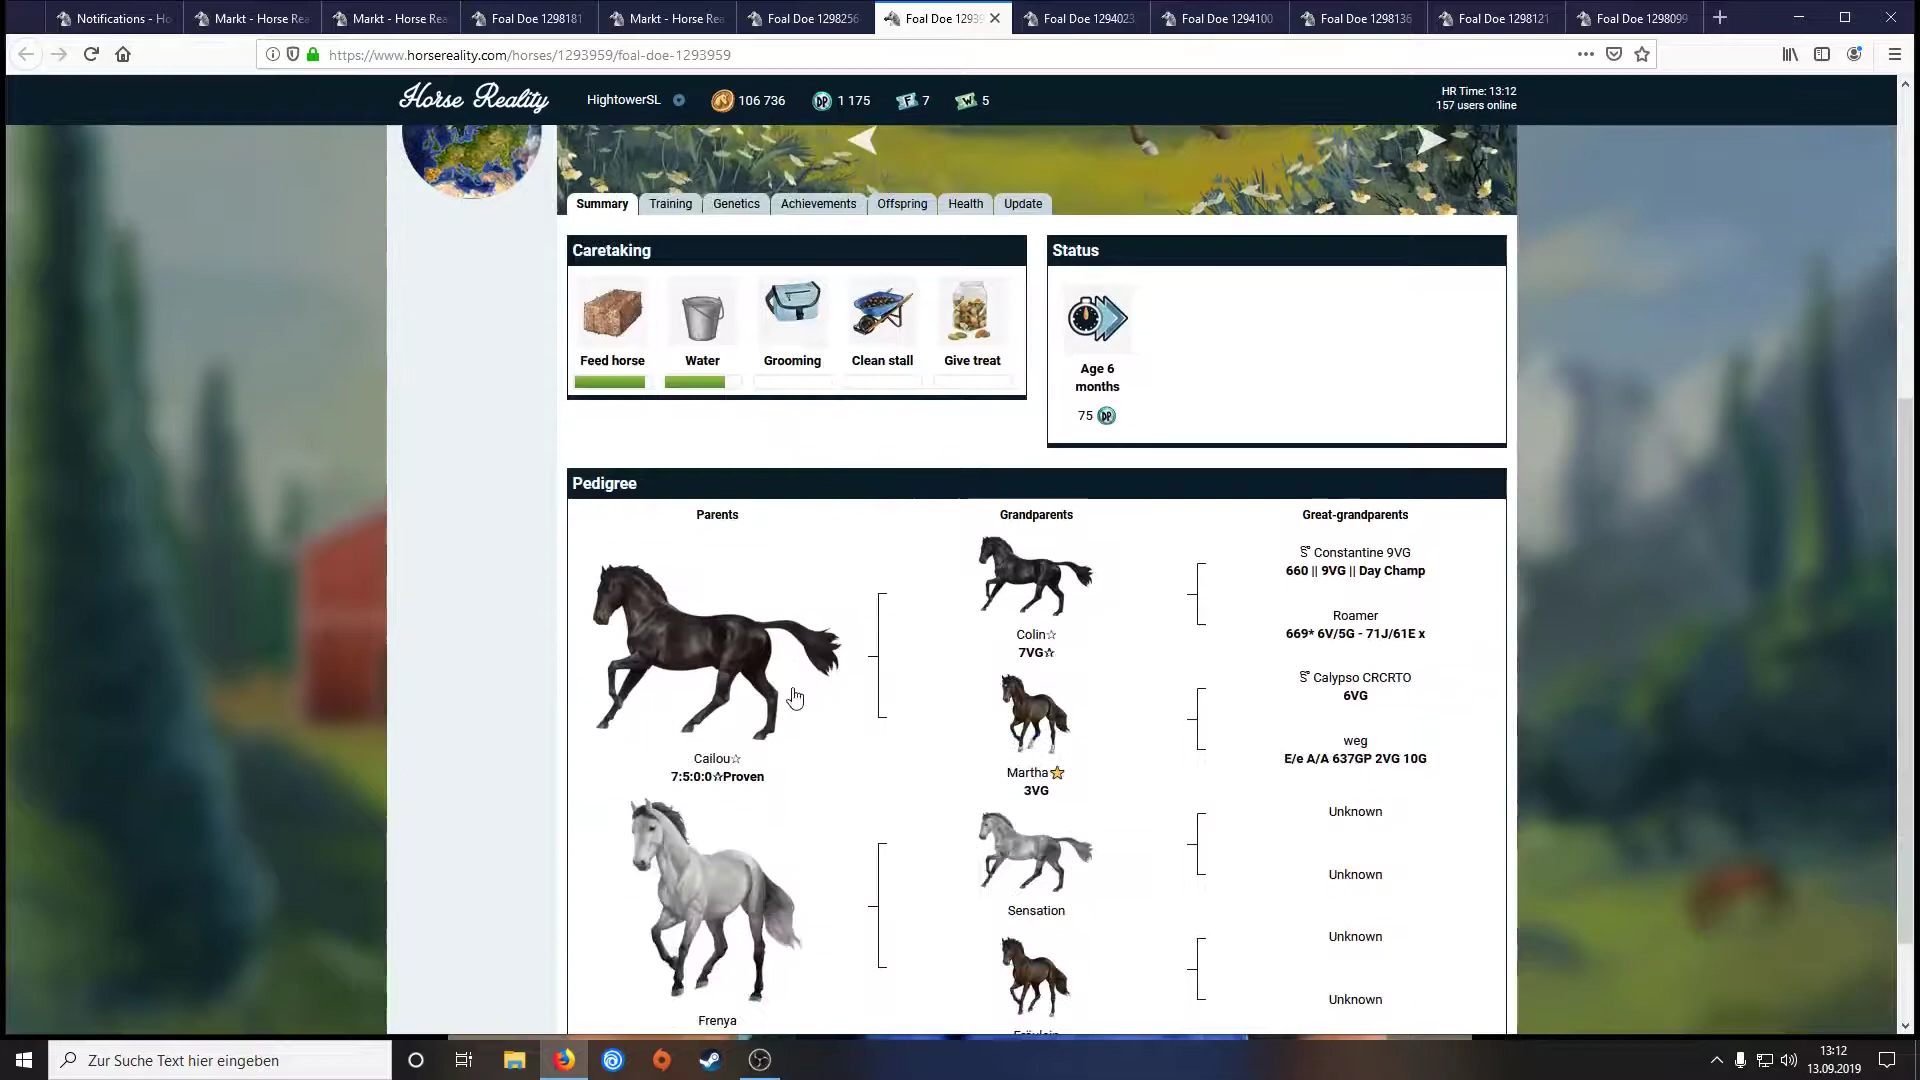 Notifications - Ho
Markt - Horse Rea
Markt - Horse Rea
Foal Doe 1298181
Markt - Horse Rea
Foal Doe 1298256
Foal Doe 12939
Foal Doe 1294023
Foal Doe 1294100
Foal Doe 1298136
Foal Doe 1298121
Foal Doe 1298099
https://www.horsereality.com/horses/1293959/foal-doe-1293959
Horse Reality
HightowerSL
106 736
DP 1 175
F 7
W 5
HR Time: 13:12
157 users online
Summary
Training
Genetics
Achievements
Offspring
Health
Update
Caretaking
Feed horse
Water
Grooming
Clean stall
Give treat
Status
Age 6
months
75 DP
Pedigree
Parents
Grandparents
Great-grandparents
Cailou☆
7:5:0:0☆Proven
Frenya
Colin☆
7VG☆
Martha⭐
3VG
Sensation
Constantine 9VG
660 || 9VG || Day Champ
Roamer
669* 6V/5G - 71J/61E x
Calypso CRCRTO
6VG
weg
E/e A/A 637GP 2VG 10G
Unknown
Unknown
Unknown
Unknown
Zur Suche Text hier eingeben
13:12
13.09.2019